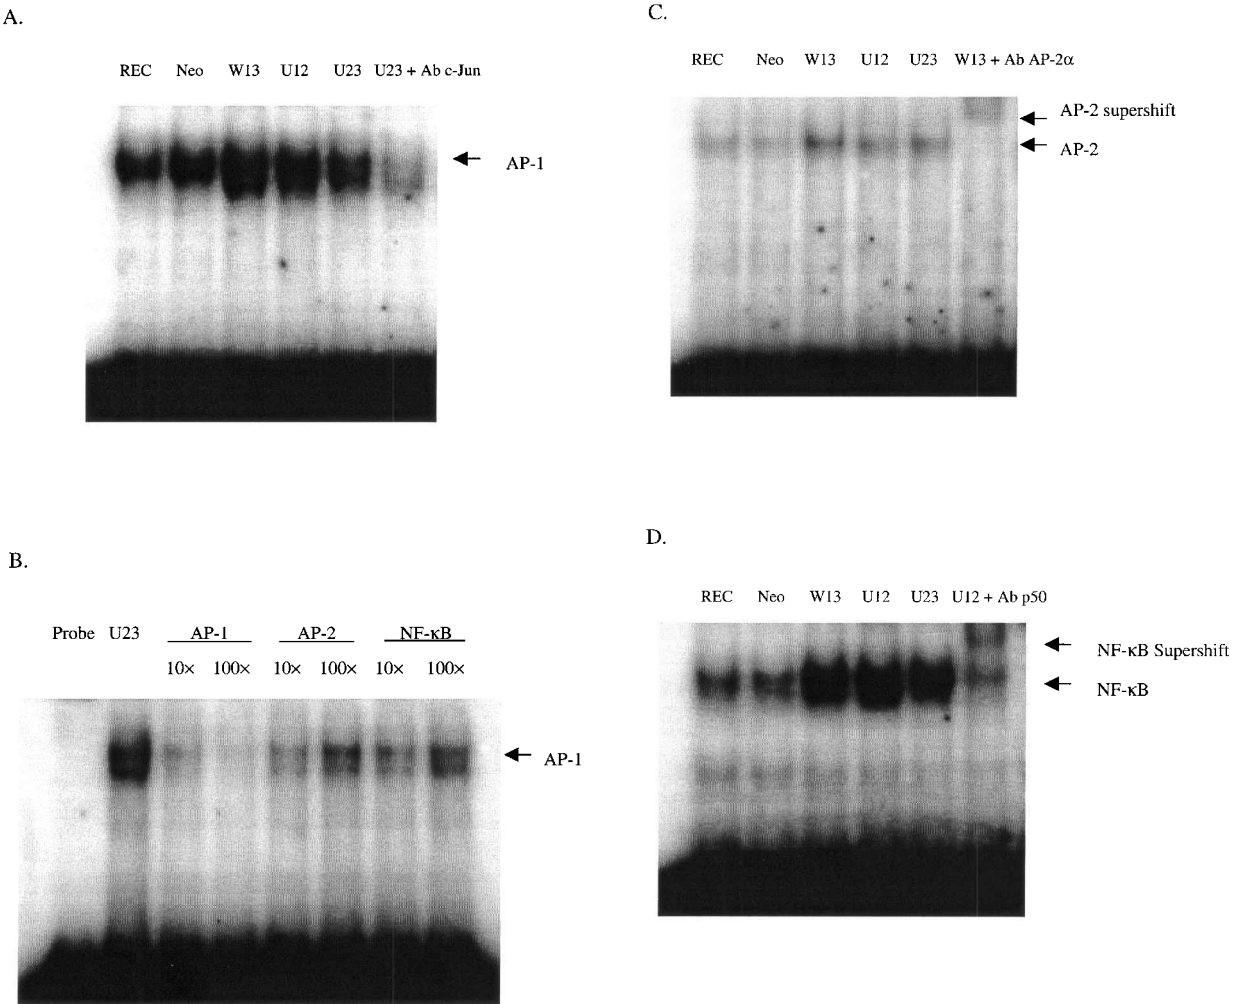 A.
REC Neo W13 U12 U23 U23 + Ab c-Jun
AP-1
B.
Probe U23 AP-1 AP-2 NF-κB
10× 100× 10× 100× 10× 100×
AP-1
C.
REC Neo W13 U12 U23 W13 + Ab AP-2α
AP-2 supershift
AP-2
D.
REC Neo W13 U12 U23 U12 + Ab p50
NF-κB Supershift
NF-κB